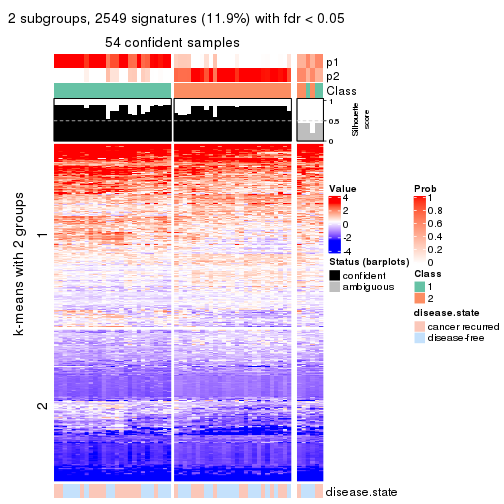 2 subgroups, 2549 signatures (11.9%) with fdr < 0.05
54 confident samples
p1
p2
Class
1
0.5
0
Silhouette
score
k-means with 2 groups
1
2
Value
4
2
0
-2
-4
Status (barplots)
confident
ambiguous
Prob
1
0.8
0.6
0.4
0.2
0
Class
1
2
disease.state
cancer recurred
disease-free
disease.state